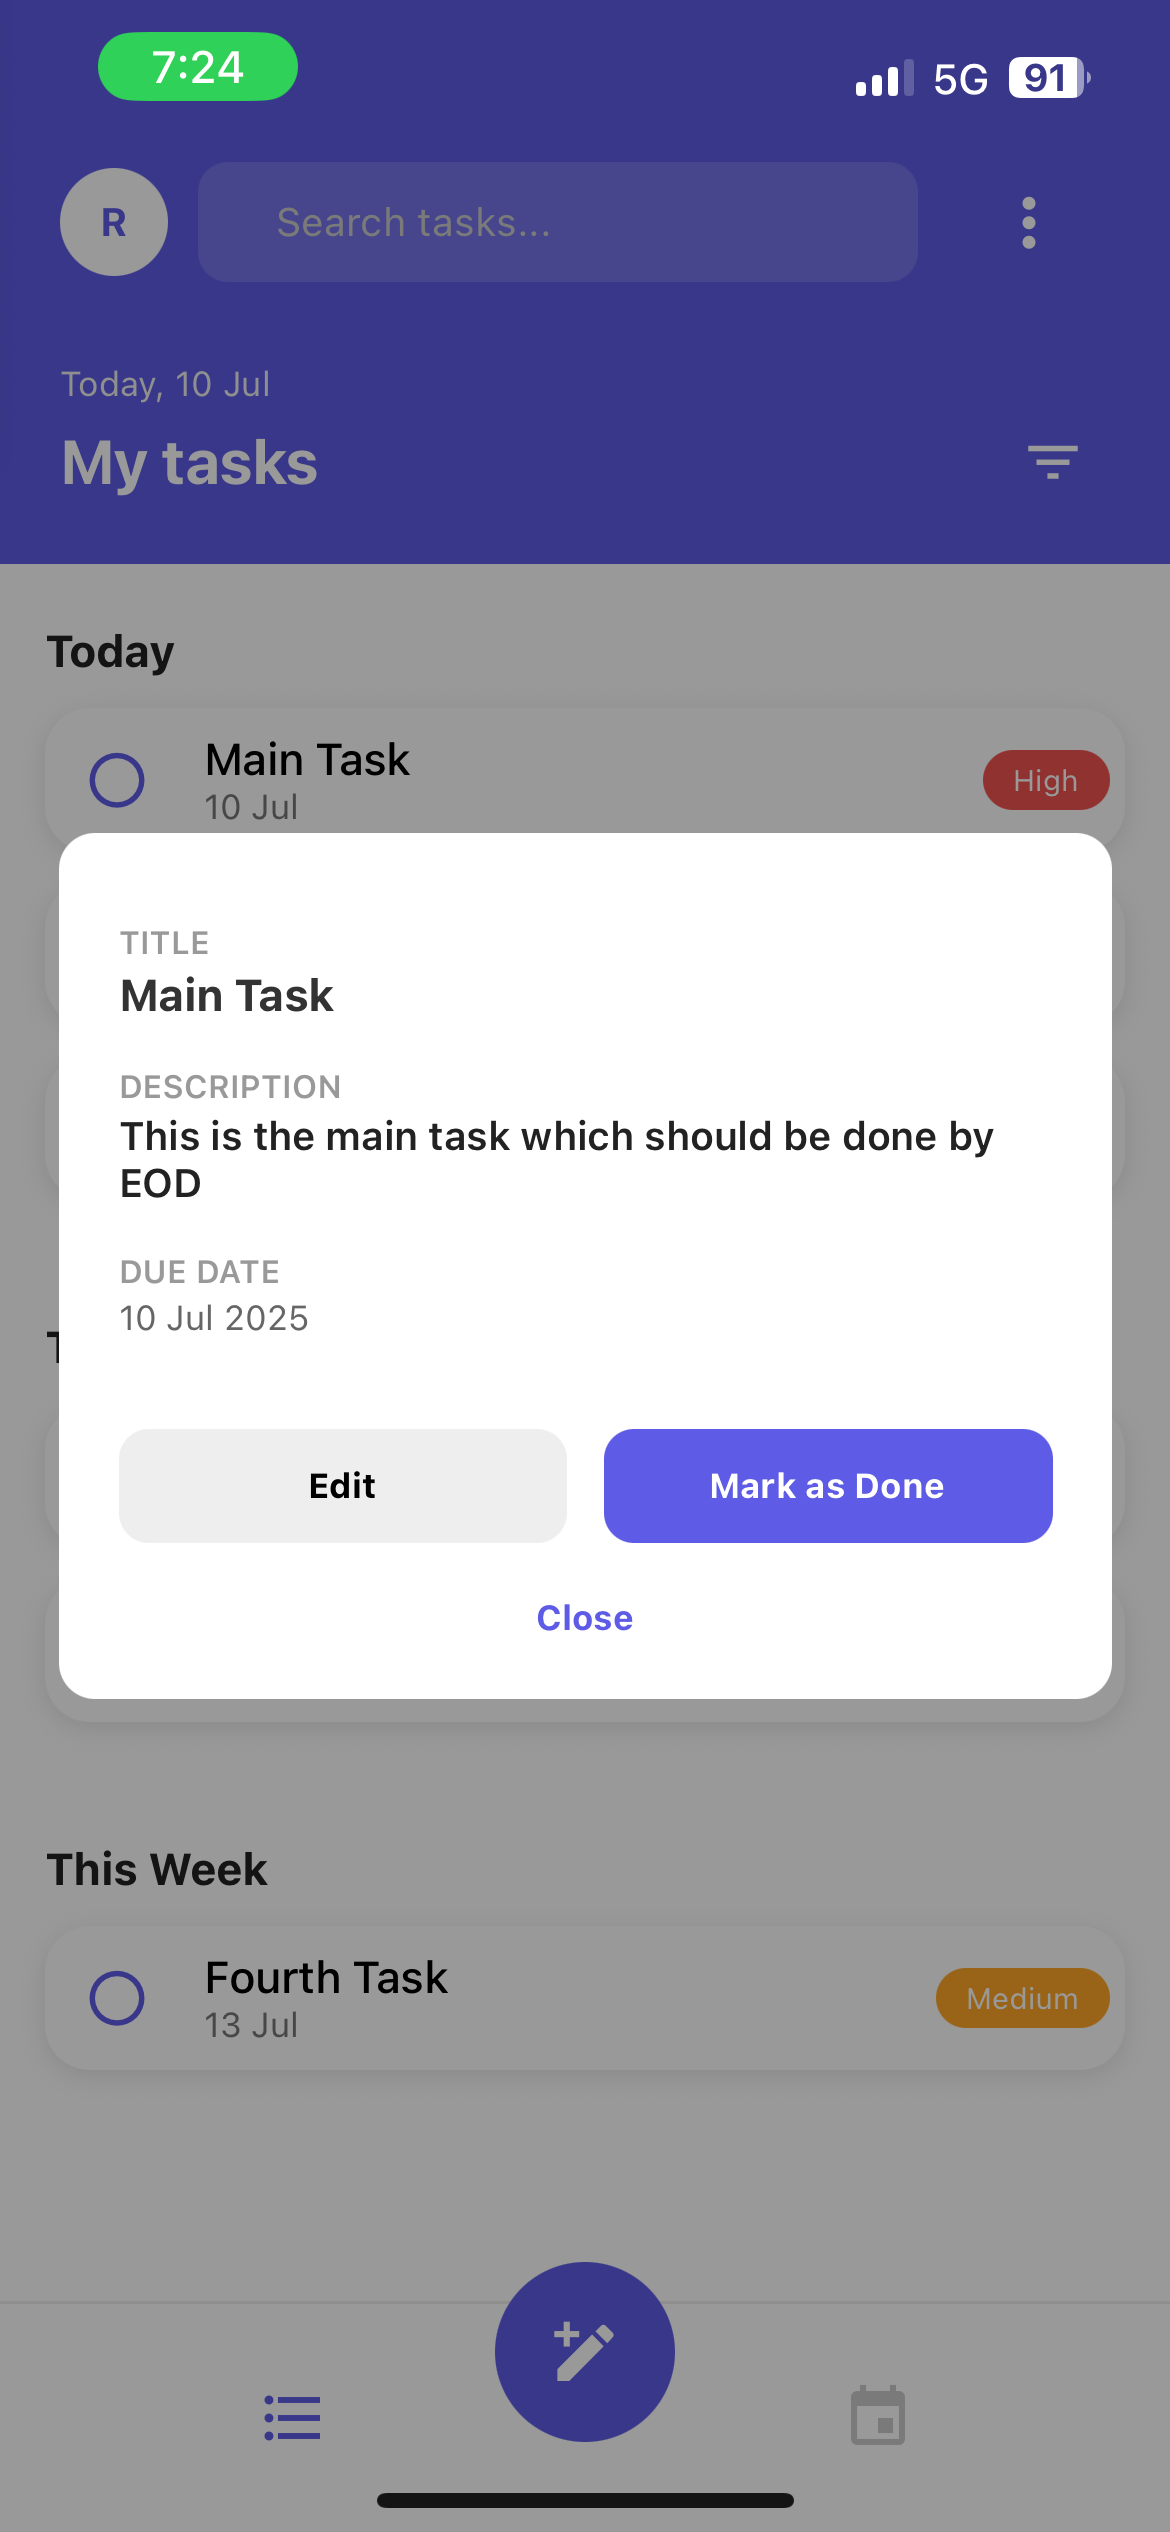 7:24
5G
91
R
Search tasks...
Today, 10 Jul
My tasks
Today
Main Task
10 Jul
High
TITLE
Main Task
DESCRIPTION
This is the main task which should be done by
EOD
DUE DATE
10 Jul 2025
Edit
Mark as Done
Close
This Week
Fourth Task
13 Jul
Medium